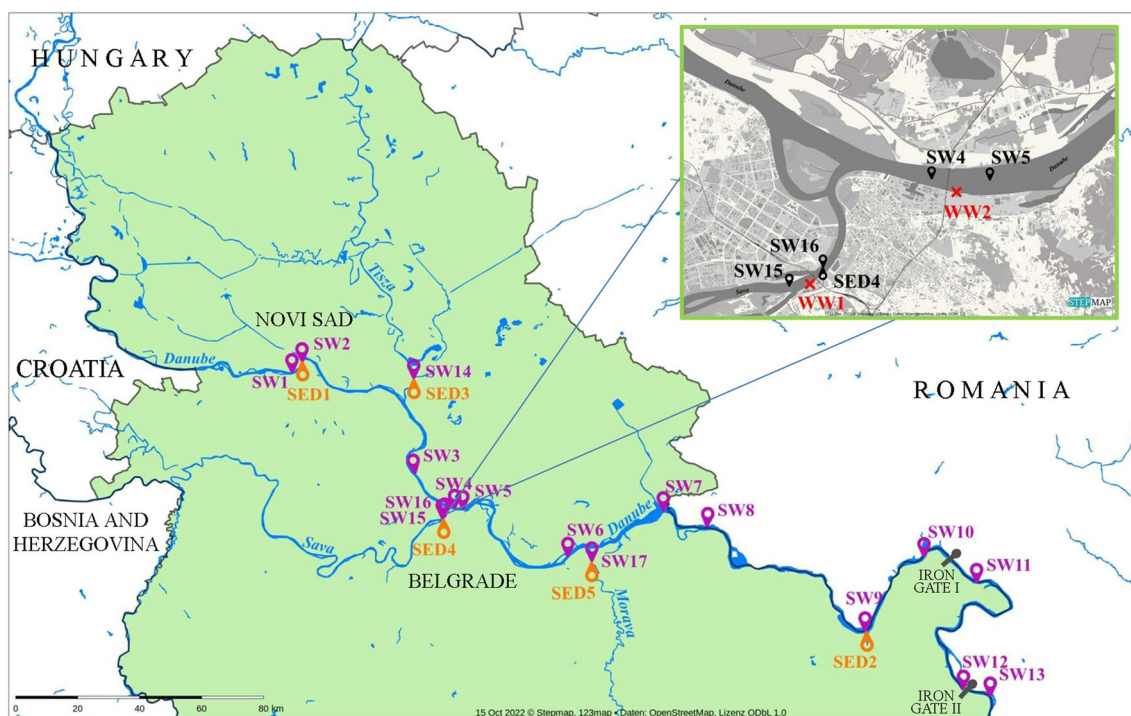 HUNGARY
Danube
SW4
SW5
Danube
WW2
SW16
SW15
SED4
Sava
WW1
STEPMAP
Tisza
NOVI SAD
SW2
CROATIA
Danube
SW1
SED1
SW14
SED3
ROMANIA
SW3
SW4
SW5
SW16
SW15
SW7
SW8
BOSNIA AND
HERZEGOVINA
Sava
SED4
BELGRADE
SW6
Danube
SW17
SED5
Morava
SW10
IRON
GATE I
SW11
SW9
SED2
SW12
SW13
IRON
GATE II
0 20 40 60 80 km
15 Oct 2022 © Stepmap, 123map • Daten: OpenStreetMap, Lizenz ODbL 1.0